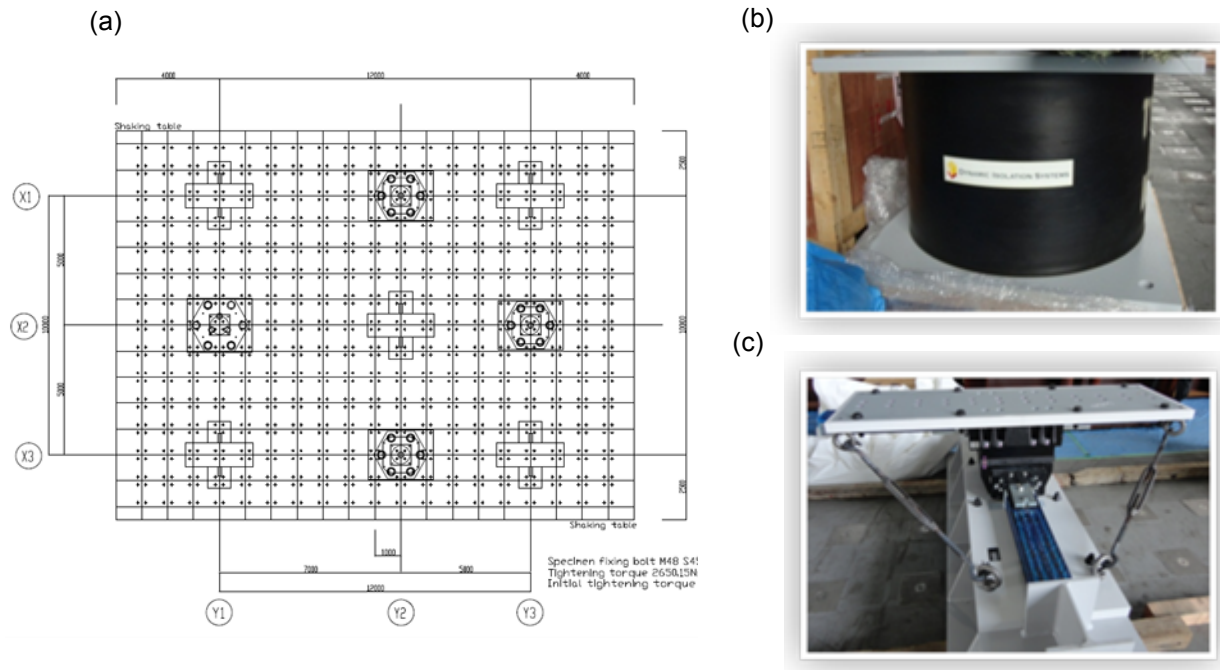 (a)
4000
12000
4000
Shaking table
2500
X1
5000
X2
10000
10000
5000
X3
2500
Shaking table
1000
7000
5000
12000
Specimen fixing bolt M48 S45
Tightening torque 2650.15N
Initial tightening torque
Y1
Y2
Y3
(b)
DYNAMIC ISOLATION SYSTEMS
(c)